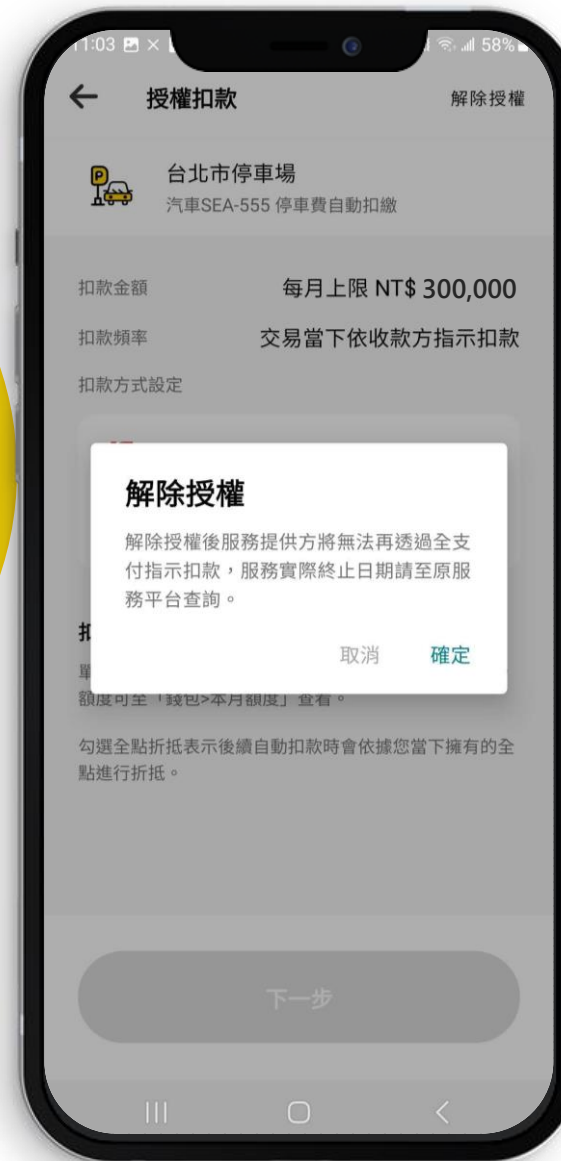 11:03
58%
授權扣款
解除授權
台北市停車場
汽車SEA-555 停車費自動扣繳
扣款金額
每月上限 NT$ 300,000
扣款頻率
交易當下依收款方指示扣款
扣款方式設定
解除授權
解除授權後服務提供方將無法再透過全支
付指示扣款，服務實際終止日期請至原服
務平台查詢。
取消
確定
扣
單
額度可至「錢包>本月額度」查看。
勾選全點折抵表示後續自動扣款時會依據您當下擁有的全
點進行折抵。
下一步